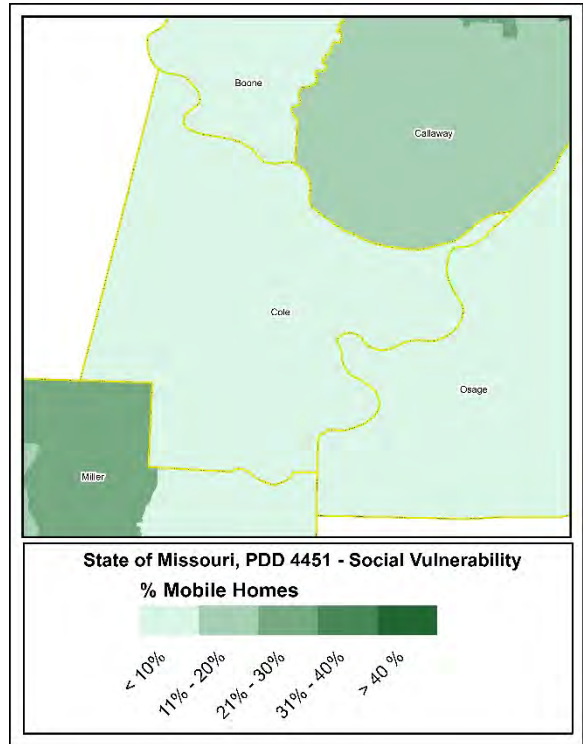 Boone
Callaway
Cole
Osage
Miller
State of Missouri, PDD 4451 - Social Vulnerability
% Mobile Homes
< 10%
11% - 20%
21% - 30%
31% - 40%
> 40 %